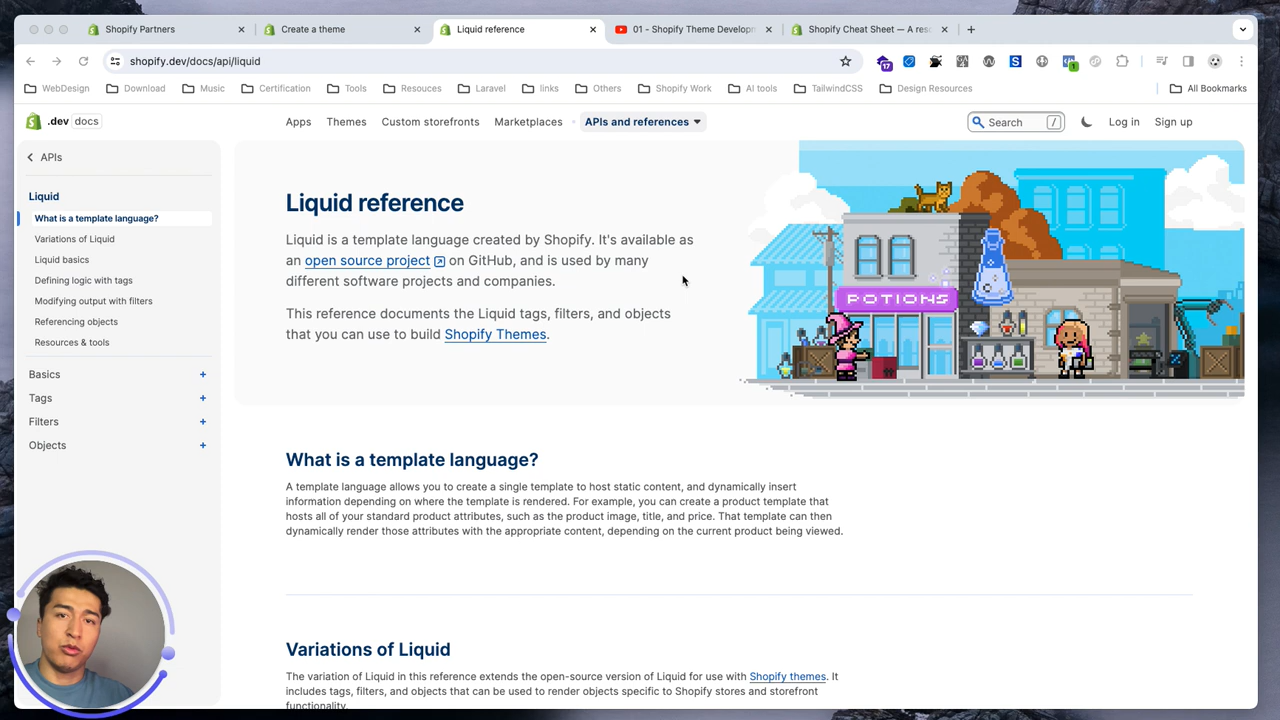 Shopify Partners
Create a theme
Liquid reference
01 - Shopify Theme Developn
Shopify Cheat Sheet — A res
shopify.dev/docs/api/liquid
17
1
WebDesign
Download
Music
Certification
Tools
Resouces
Laravel
links
Others
Shopify Work
AI tools
TailwindCSS
Design Resources
All Bookmarks
.dev docs
Apps
Themes
Custom storefronts
Marketplaces
APIs and references
Search /
Log in
Sign up
APIs
Liquid
What is a template language?
Variations of Liquid
Liquid basics
Defining logic with tags
Modifying output with filters
Referencing objects
Resources & tools
Basics
Tags
Filters
Objects
Liquid reference
Liquid is a template language created by Shopify. It's available as
an open source project on GitHub, and is used by many
different software projects and companies.
This reference documents the Liquid tags, filters, and objects
that you can use to build Shopify Themes.
POTIONS
What is a template language?
A template language allows you to create a single template to host static content, and dynamically insert
information depending on where the template is rendered. For example, you can create a product template that
hosts all of your standard product attributes, such as the product image, title, and price. That template can then
dynamically render those attributes with the appropriate content, depending on the current product being viewed.
Variations of Liquid
The variation of Liquid in this reference extends the open-source version of Liquid for use with Shopify themes. It
includes tags, filters, and objects that can be used to render objects specific to Shopify stores and storefront
functionality.